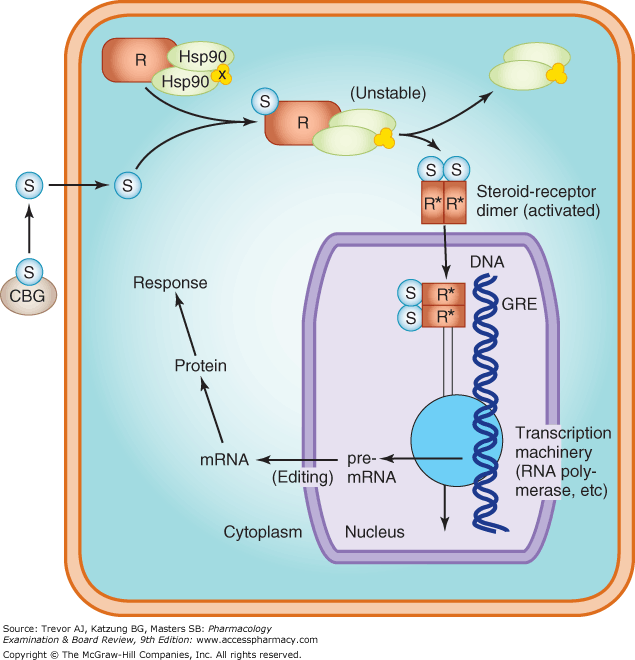 R
Hsp90
Hsp90
x
S
R
(Unstable)
S
S
S
CBG
S
S
R*
R*
Steroid-receptor
dimer (activated)
DNA
S
R*
S
R*
GRE
Response
Protein
mRNA
(Editing)
pre-
mRNA
Transcription
machinery
(RNA poly-
merase, etc)
Cytoplasm
Nucleus
Source: Trevor AJ, Katzung BG, Masters SB: Pharmacology
Examination & Board Review, 9th Edition: www.accesspharmacy.com
Copyright © The McGraw-Hill Companies, Inc. All rights reserved.